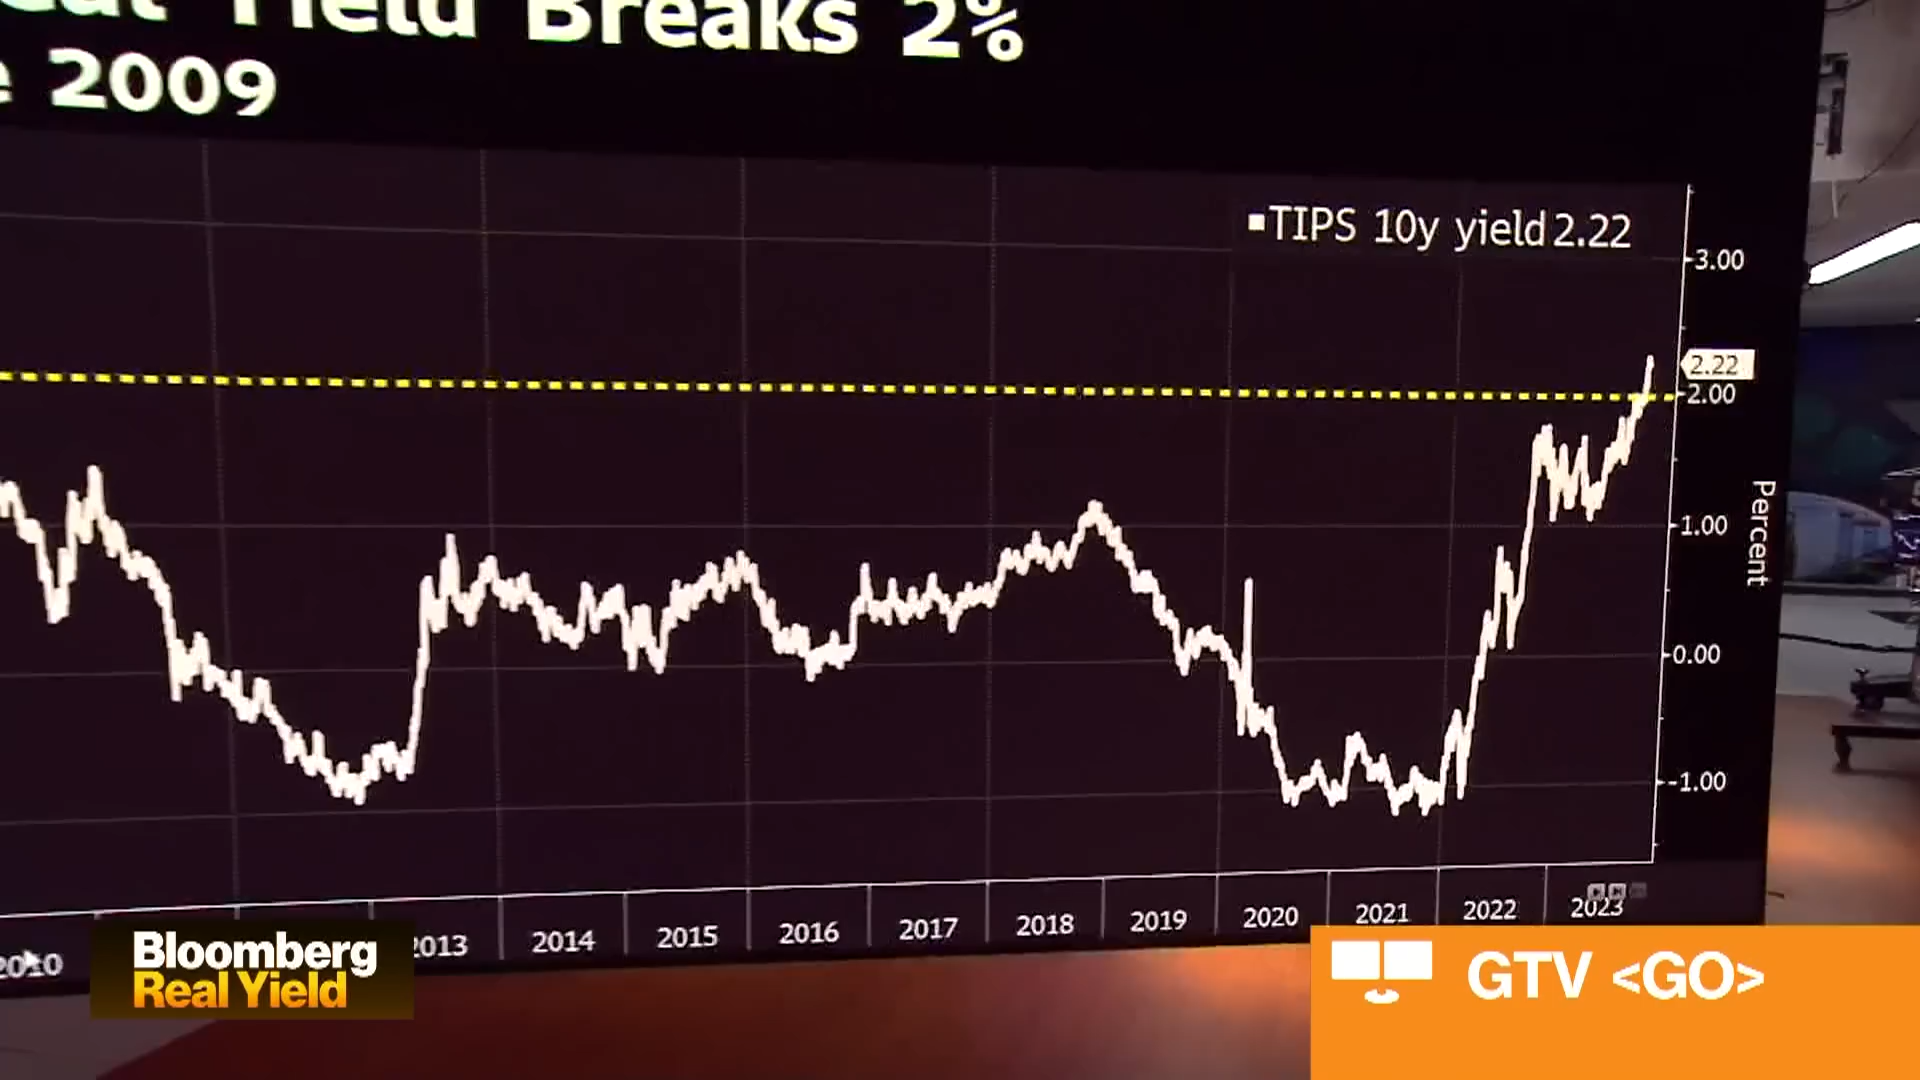 Yield Breaks 2%
2009
TIPS 10y yield 2.22
3.00
2.22
2.00
1.00
0.00
-1.00
Percent
2010
2013 2014 2015 2016 2017 2018 2019 2020 2021 2022 2023
Bloomberg
Real Yield
GTV <GO>